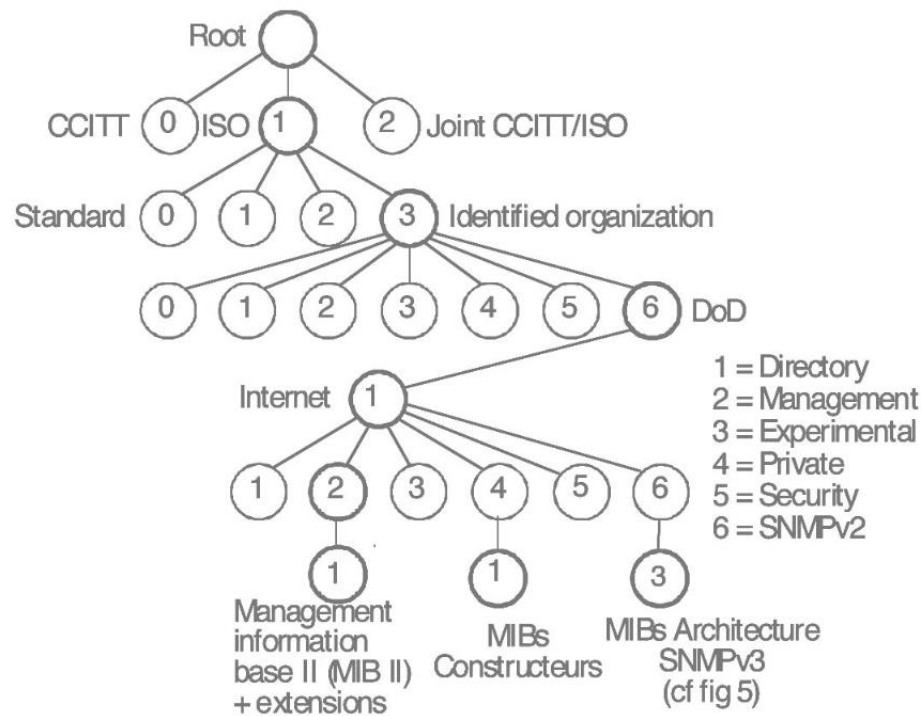 Root
CCITT 0 ISO 1 2 Joint CCITT/ISO
Standard 0 1 2 3 Identified organization
0 1 2 3 4 5 6 DoD
Internet 1
1 = Directory
2 = Management
3 = Experimental
4 = Private
5 = Security
6 = SNMPv2
1 2 3 4 5 6
1 1 3
Management
information
base II (MIB II)
+ extensions
MIBs
Constructeurs
MIBs Architecture
SNMPv3
(cf fig 5)